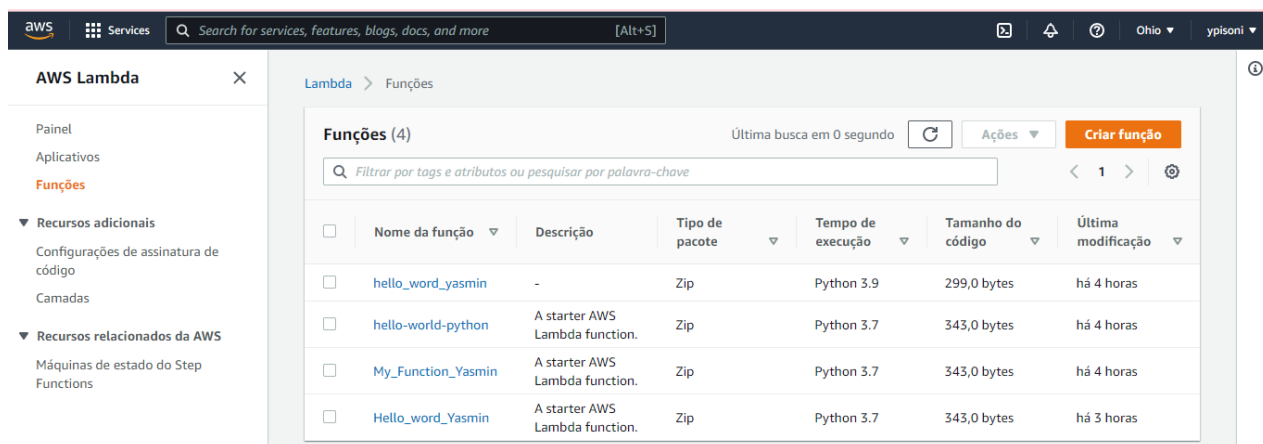 aws Services Search for services, features, blogs, docs, and more [Alt+S] Ohio ▼ ypisoni ▼
AWS Lambda
Painel
Aplicativos
Funções
▼ Recursos adicionais
Configurações de assinatura de
código
Camadas
▼ Recursos relacionados da AWS
Máquinas de estado do Step
Functions
Lambda > Funções
Funções (4) Última busca em 0 segundo Ações ▼ Criar função
Filtrar por tags e atributos ou pesquisar por palavra-chave < 1 >
Nome da função Descrição Tipo de pacote Tempo de execução Tamanho do código Última modificação
hello_word_yasmin - Zip Python 3.9 299,0 bytes há 4 horas
hello-world-python A starter AWS Lambda function. Zip Python 3.7 343,0 bytes há 4 horas
My_Function_Yasmin A starter AWS Lambda function. Zip Python 3.7 343,0 bytes há 4 horas
Hello_word_Yasmin A starter AWS Lambda function. Zip Python 3.7 343,0 bytes há 3 horas